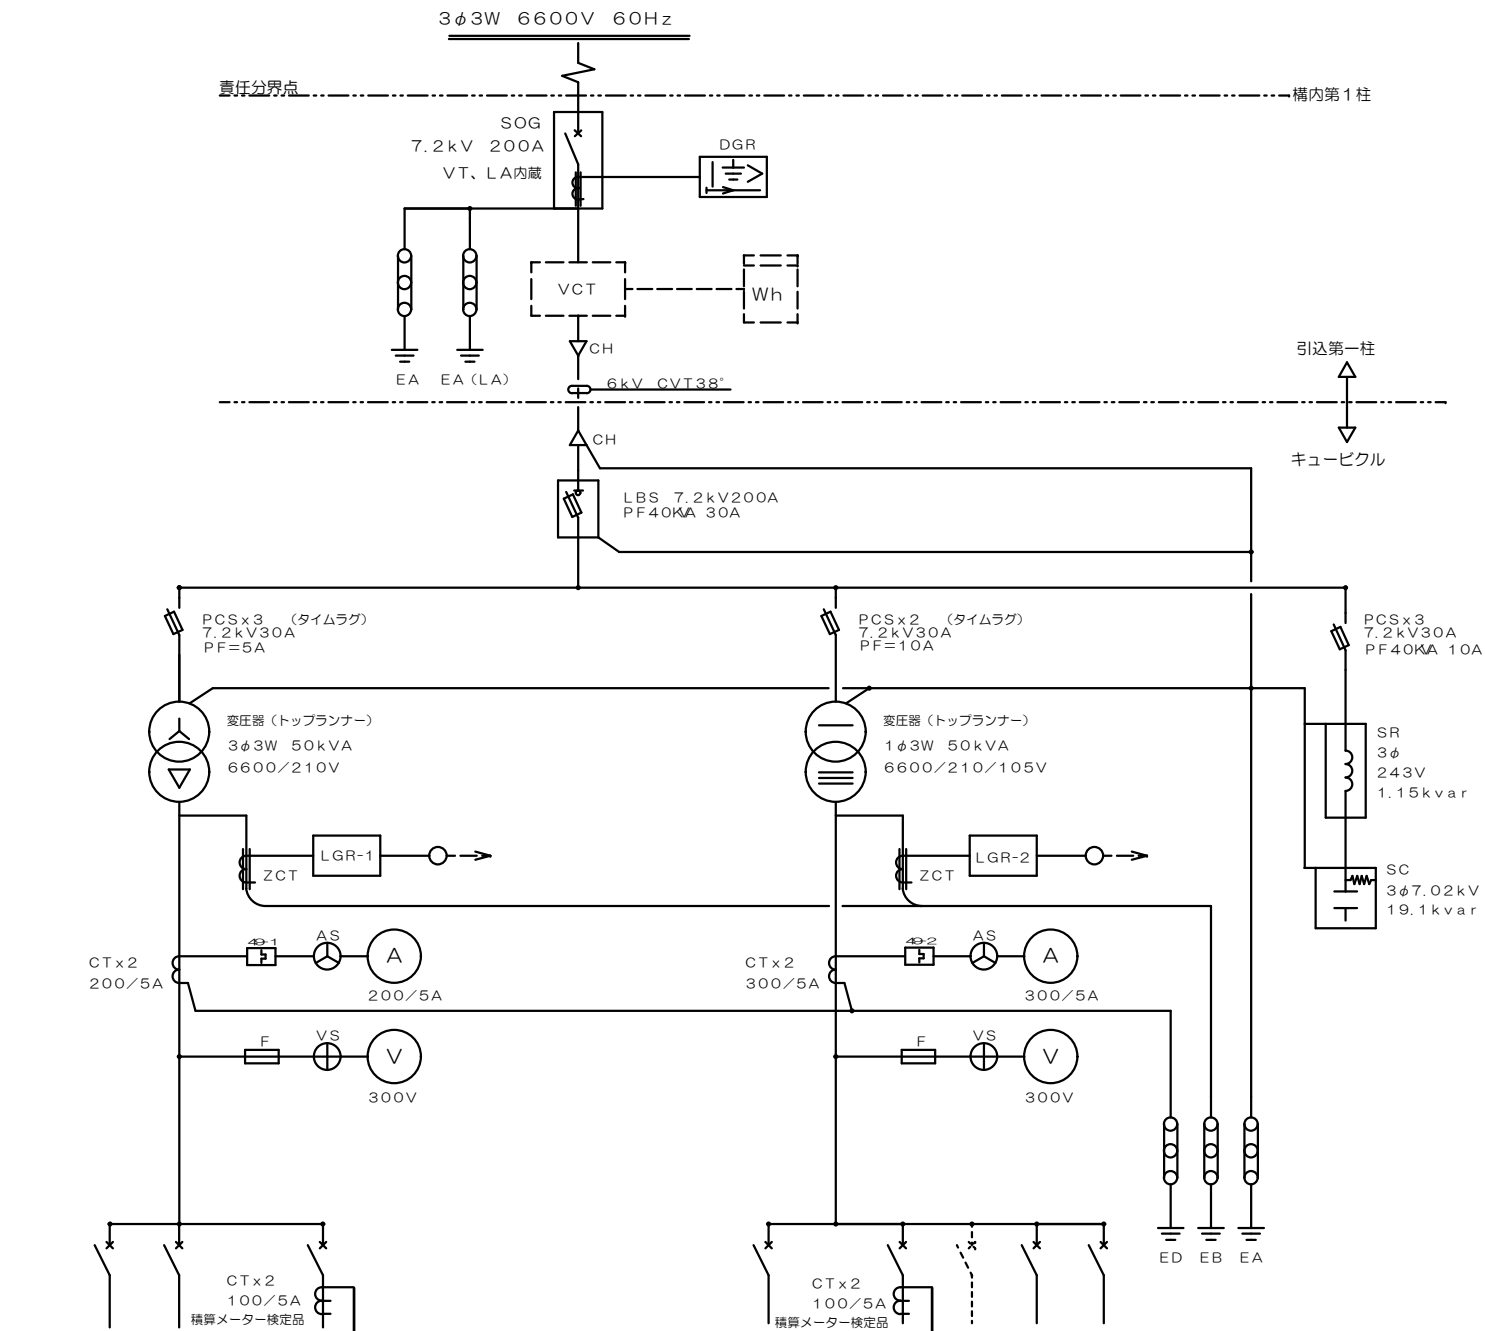 3φ3W 6600V 60Hz
責任分界点
構内第1柱
SOG
7.2kV 200A
VT、LA内蔵
DGR
VCT
Wh
CH
EA
EA(LA)
6kV CVT38°
引込第一柱
CH
キュービクル
LBS 7.2kV200A
PF40KA 30A
PCSx3 (タイムラグ)
7.2kV30A
PF=5A
PCSx2 (タイムラグ)
7.2kV30A
PF=10A
PCSx3
7.2kV30A
PF40KA 10A
変圧器(トップランナー)
3φ3W 50kVA
6600/210V
変圧器(トップランナー)
1φ3W 50kVA
6600/210/105V
SR
3φ
243V
1.15kvar
LGR-1
ZCT
LGR-2
ZCT
SC
3φ7.02kV
19.1kvar
49-1
AS
A
CTx2
200/5A
200/5A
49-2
AS
A
CTx2
300/5A
300/5A
F
VS
V
300V
F
VS
V
300V
ED
EB
EA
CTx2
100/5A
積算メーター検定品
CTx2
100/5A
積算メーター検定品